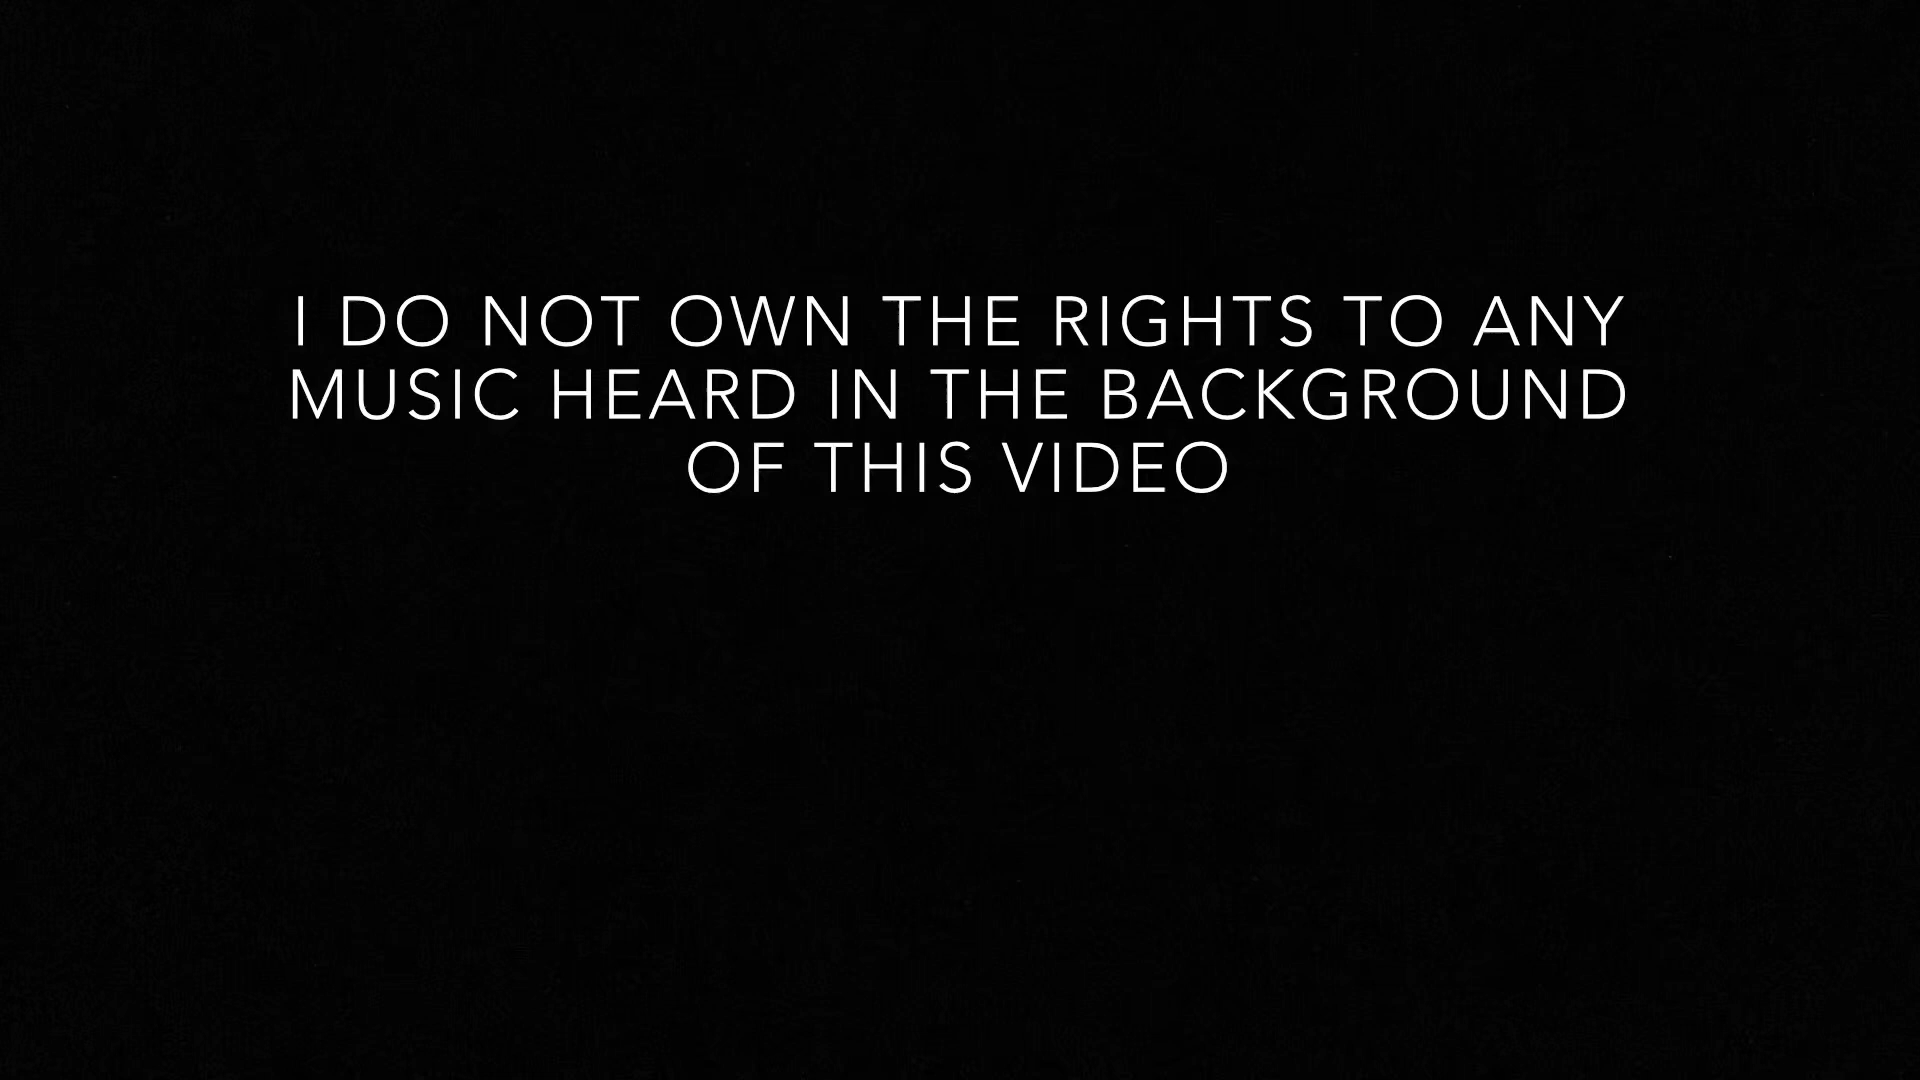 I DO NOT OWN THE RIGHTS TO ANY
MUSIC HEARD IN THE BACKGROUND
OF THIS VIDEO